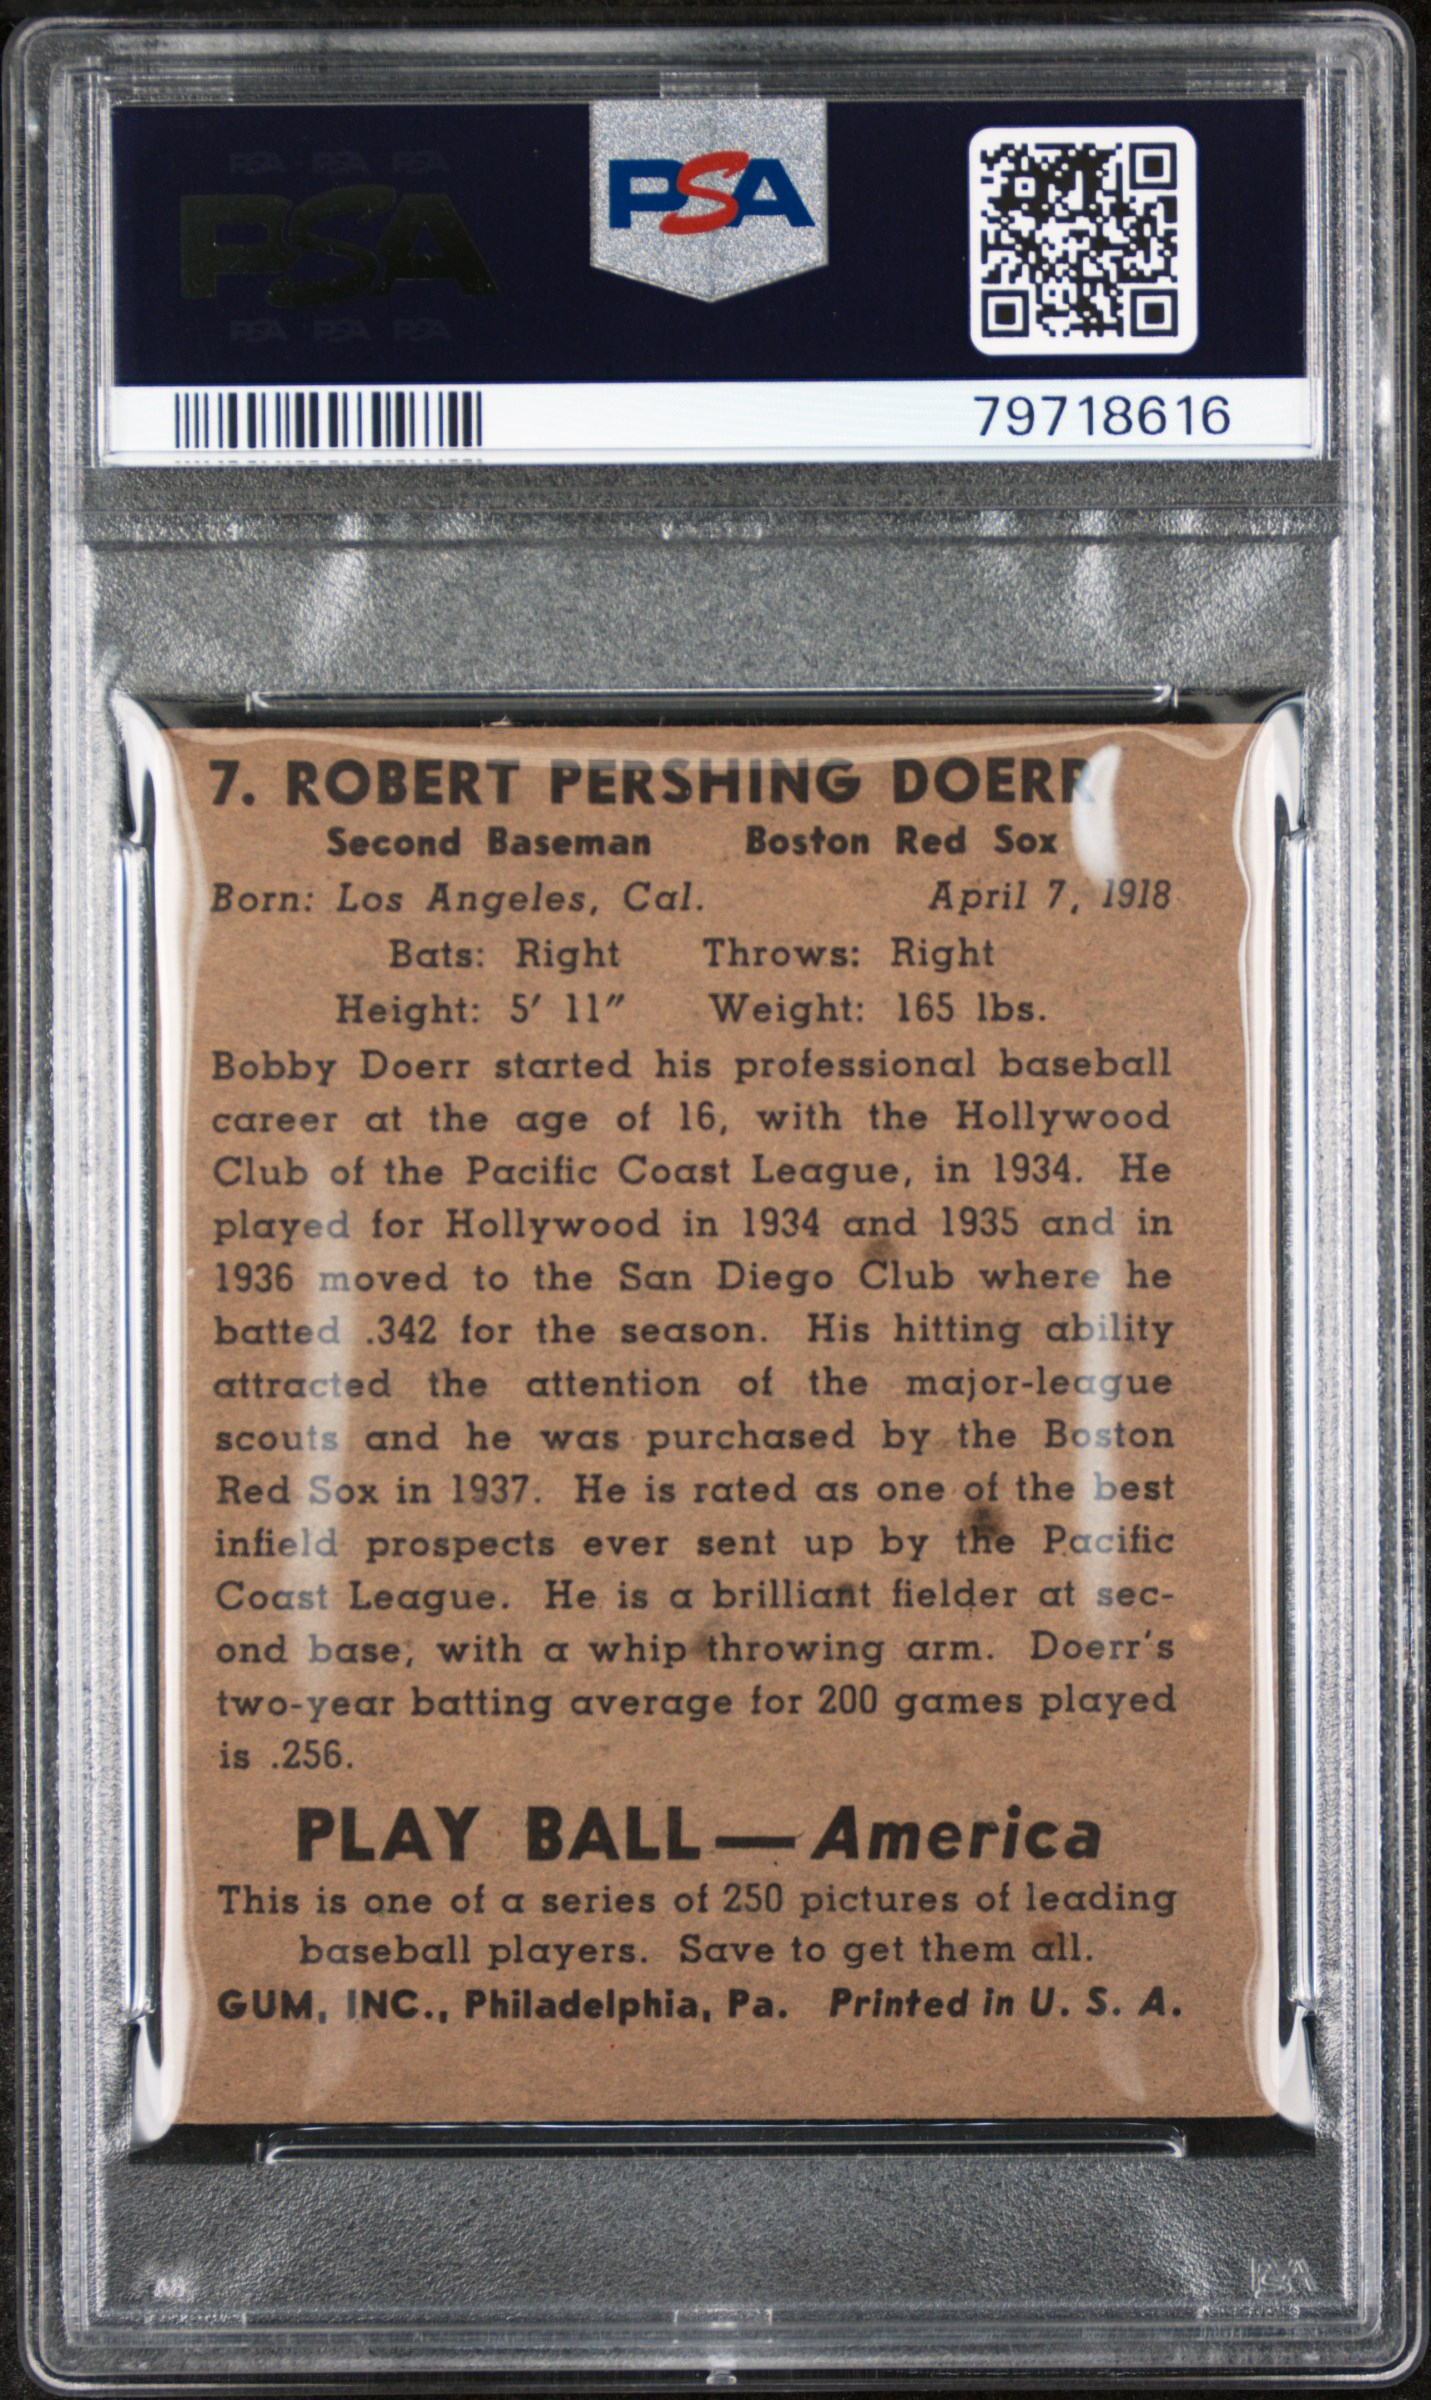 PSA PSA PSA
PSA
PSA PSA PSA
PSA
79718616
7. ROBERT PERSHING DOERR
Second Baseman Boston Red Sox
Born: Los Angeles, Cal. April 7, 1918
Bats: Right Throws: Right
Height: 5′ 11″ Weight: 165 lbs.
Bobby Doerr started his professional baseball
career at the age of 16, with the Hollywood
Club of the Pacific Coast League, in 1934. He
played for Hollywood in 1934 and 1935 and in
1936 moved to the San Diego Club where he
batted .342 for the season. His hitting ability
attracted the attention of the major-league
scouts and he was purchased by the Boston
Red Sox in 1937. He is rated as one of the best
infield prospects ever sent up by the Pacific
Coast League. He is a brilliant fielder at sec-
ond base, with a whip throwing arm. Doerr's
two-year batting average for 200 games played
is .256.
PLAY BALL—America
This is one of a series of 250 pictures of leading
baseball players. Save to get them all.
GUM, INC., Philadelphia, Pa. Printed in U. S. A.
PSA